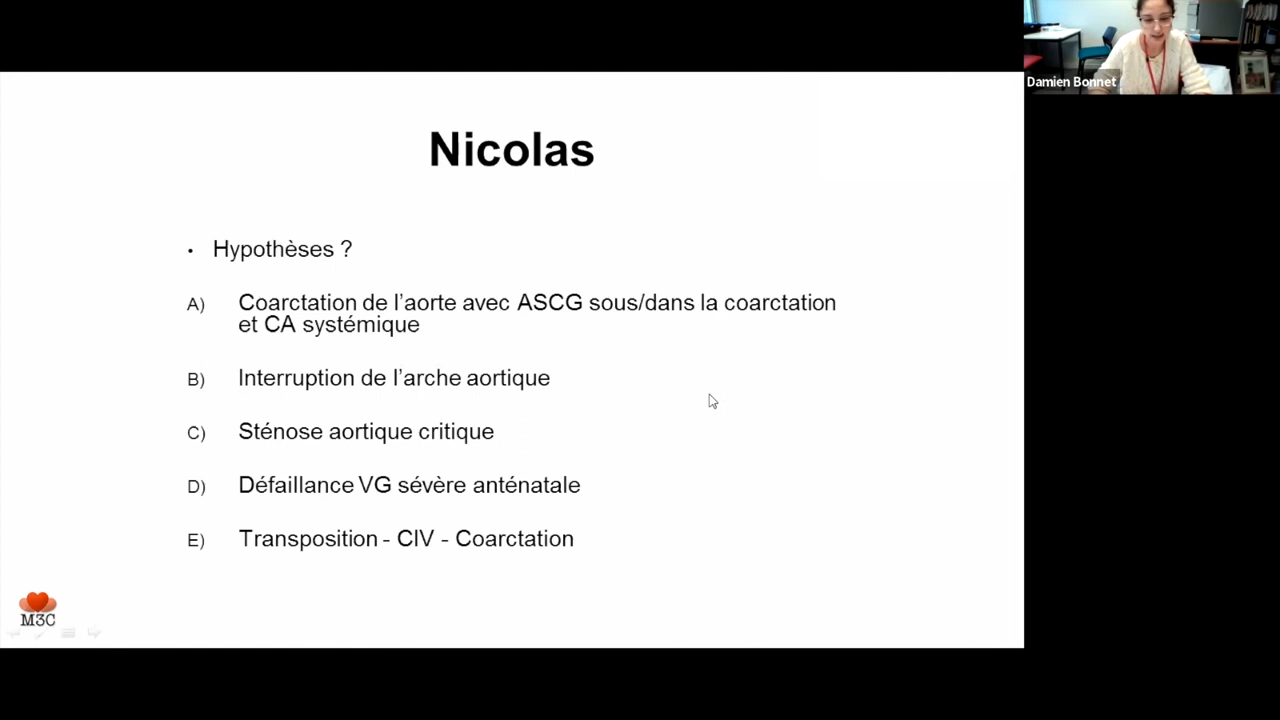 Damien Bonnet
Nicolas
• Hypothèses ?
A) Coarctation de l’aorte avec ASCG sous/dans la coarctation
et CA systémique
B) Interruption de l’arche aortique
C) Sténose aortique critique
D) Défaillance VG sévère anténatale
E) Transposition - CIV - Coarctation
M3C